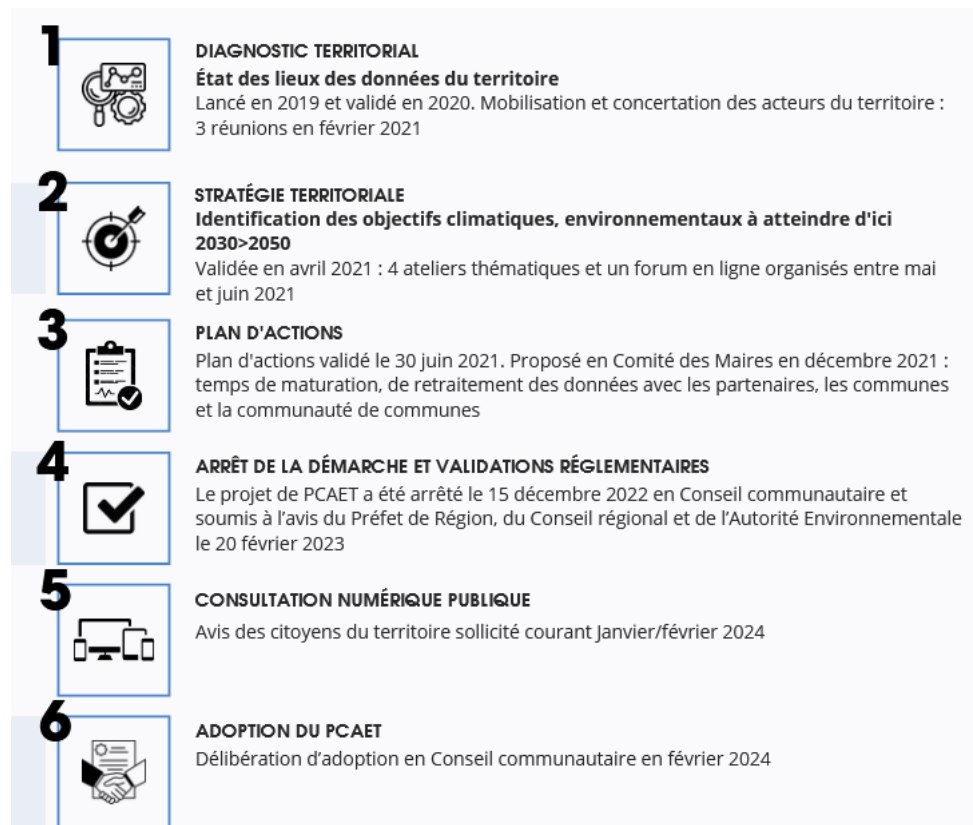 1
DIAGNOSTIC TERRITORIAL
État des lieux des données du territoire
Lancé en 2019 et validé en 2020. Mobilisation et concertation des acteurs du territoire :
3 réunions en février 2021
2
STRATÉGIE TERRITORIALE
Identification des objectifs climatiques, environnementaux à atteindre d'ici
2030>2050
Validée en avril 2021 : 4 ateliers thématiques et un forum en ligne organisés entre mai
et juin 2021
3
PLAN D'ACTIONS
Plan d'actions validé le 30 juin 2021. Proposé en Comité des Maires en décembre 2021 :
temps de maturation, de retraitement des données avec les partenaires, les communes
et la communauté de communes
4
ARRÊT DE LA DÉMARCHE ET VALIDATIONS RÉGLEMENTAIRES
Le projet de PCAET a été arrêté le 15 décembre 2022 en Conseil communautaire et
soumis à l’avis du Préfet de Région, du Conseil régional et de l’Autorité Environnementale
le 20 février 2023
5
CONSULTATION NUMÉRIQUE PUBLIQUE
Avis des citoyens du territoire sollicité courant Janvier/février 2024
6
ADOPTION DU PCAET
Délibération d’adoption en Conseil communautaire en février 2024